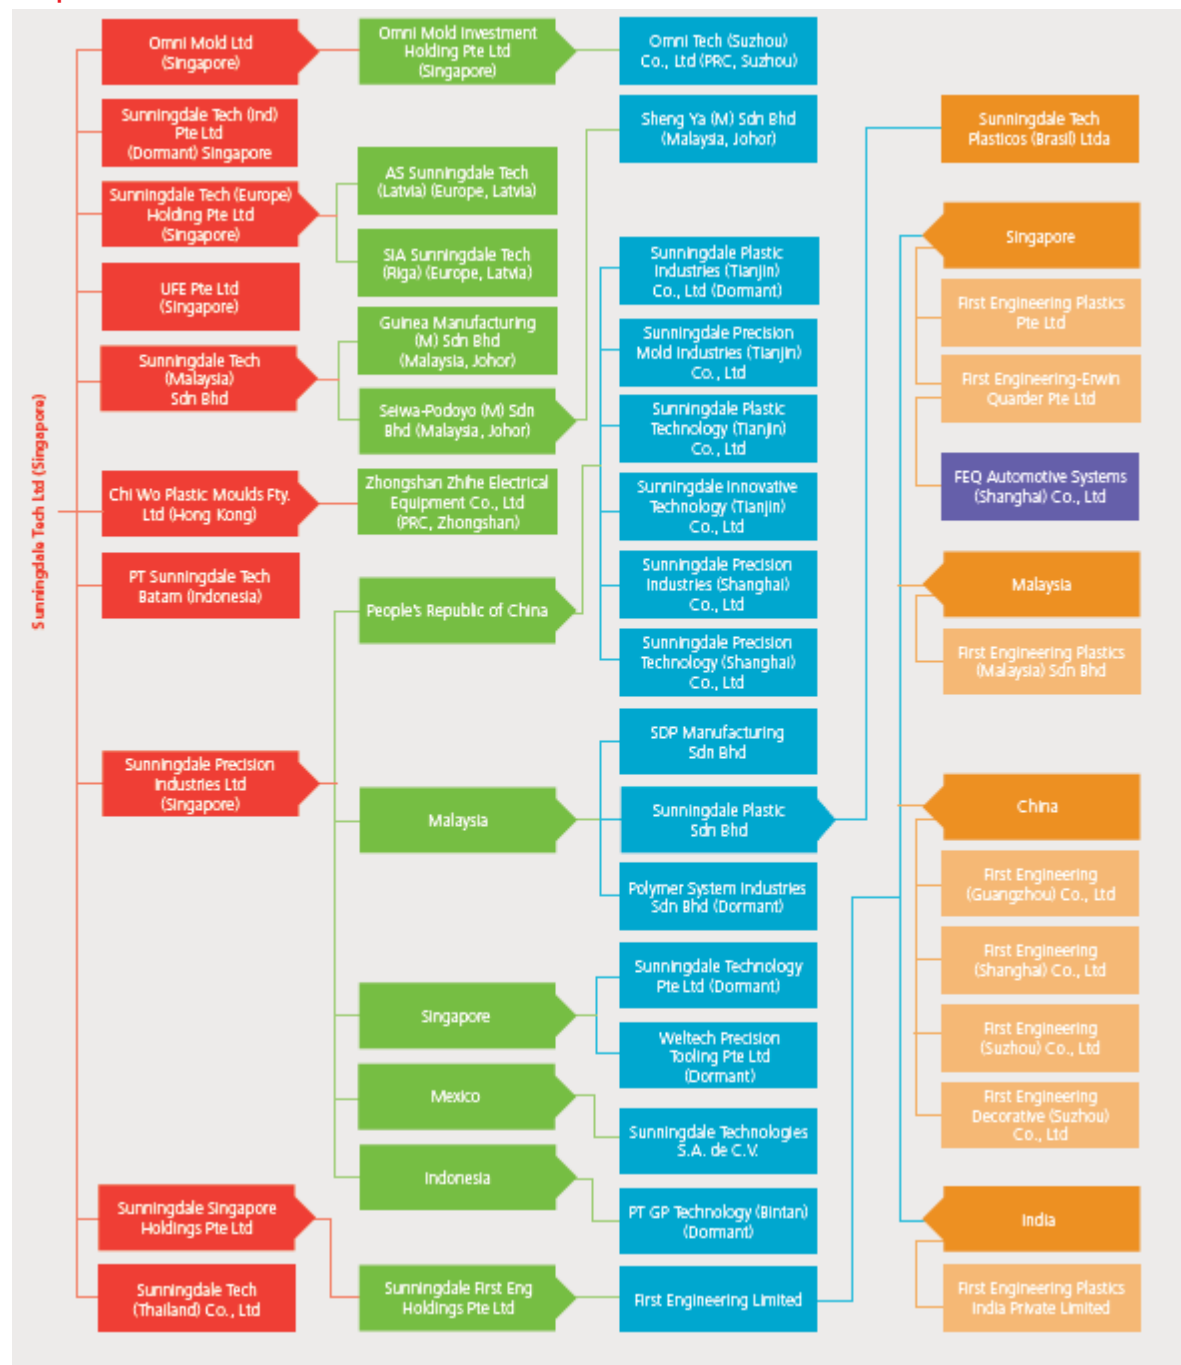 Sunningdale Tech Ltd (Singapore)
Omni Mold Ltd
(Singapore)
Sunningdale Tech (Ind)
Pte Ltd
(Dormant) Singapore
Sunningdale Tech (Europe)
Holding Pte Ltd
(Singapore)
UFE Pte Ltd
(Singapore)
Sunningdale Tech
(Malaysia)
Sdn Bhd
Chi Wo Plastic Moulds Fty.
Ltd (Hong Kong)
PT Sunningdale Tech
Batam (Indonesia)
Sunningdale Precision
Industries Ltd
(Singapore)
Sunningdale Singapore
Holdings Pte Ltd
Sunningdale Tech
(Thailand) Co., Ltd
Omni Mold Investment
Holding Pte Ltd
(Singapore)
AS Sunningdale Tech
(Latvia) (Europe, Latvia)
SIA Sunningdale Tech
(Riga) (Europe, Latvia)
Guinea Manufacturing
(M) Sdn Bhd
(Malaysia, Johor)
Seiwa-Podoyo (M) Sdn
Bhd (Malaysia, Johor)
Zhongshan Zhihe Electrical
Equipment Co., Ltd
(PRC, Zhongshan)
People's Republic of China
Malaysia
Singapore
Mexico
Indonesia
Sunningdale First Eng
Holdings Pte Ltd
Omni Tech (Suzhou)
Co., Ltd (PRC, Suzhou)
Sheng Ya (M) Sdn Bhd
(Malaysia, Johor)
Sunningdale Plastic
Industries (Tianjin)
Co., Ltd (Dormant)
Sunningdale Precision
Mold Industries (Tianjin)
Co., Ltd
Sunningdale Plastic
Technology (Tianjin)
Co., Ltd
Sunningdale Innovative
Technology (Tianjin)
Co., Ltd
Sunningdale Precision
Industries (Shanghai)
Co., Ltd
Sunningdale Precision
Technology (Shanghai)
Co., Ltd
SDP Manufacturing
Sdn Bhd
Sunningdale Plastic
Sdn Bhd
Polymer System Industries
Sdn Bhd (Dormant)
Sunningdale Technology
Pte Ltd (Dormant)
Weltech Precision
Tooling Pte Ltd
(Dormant)
Sunningdale Technologies
S.A. de C.V.
PT GP Technology (Bintan)
(Dormant)
First Engineering Limited
Sunningdale Tech
Plasticos (Brasil) Ltda
Singapore
First Engineering Plastics
Pte Ltd
First Engineering-Erwin
Quarder Pte Ltd
FEQ Automotive Systems
(Shanghai) Co., Ltd
Malaysia
First Engineering Plastics
(Malaysia) Sdn Bhd
China
First Engineering
(Guangzhou) Co., Ltd
First Engineering
(Shanghai) Co., Ltd
First Engineering
(Suzhou) Co., Ltd
First Engineering
Decorative (Suzhou)
Co., Ltd
India
First Engineering Plastics
India Private Limited